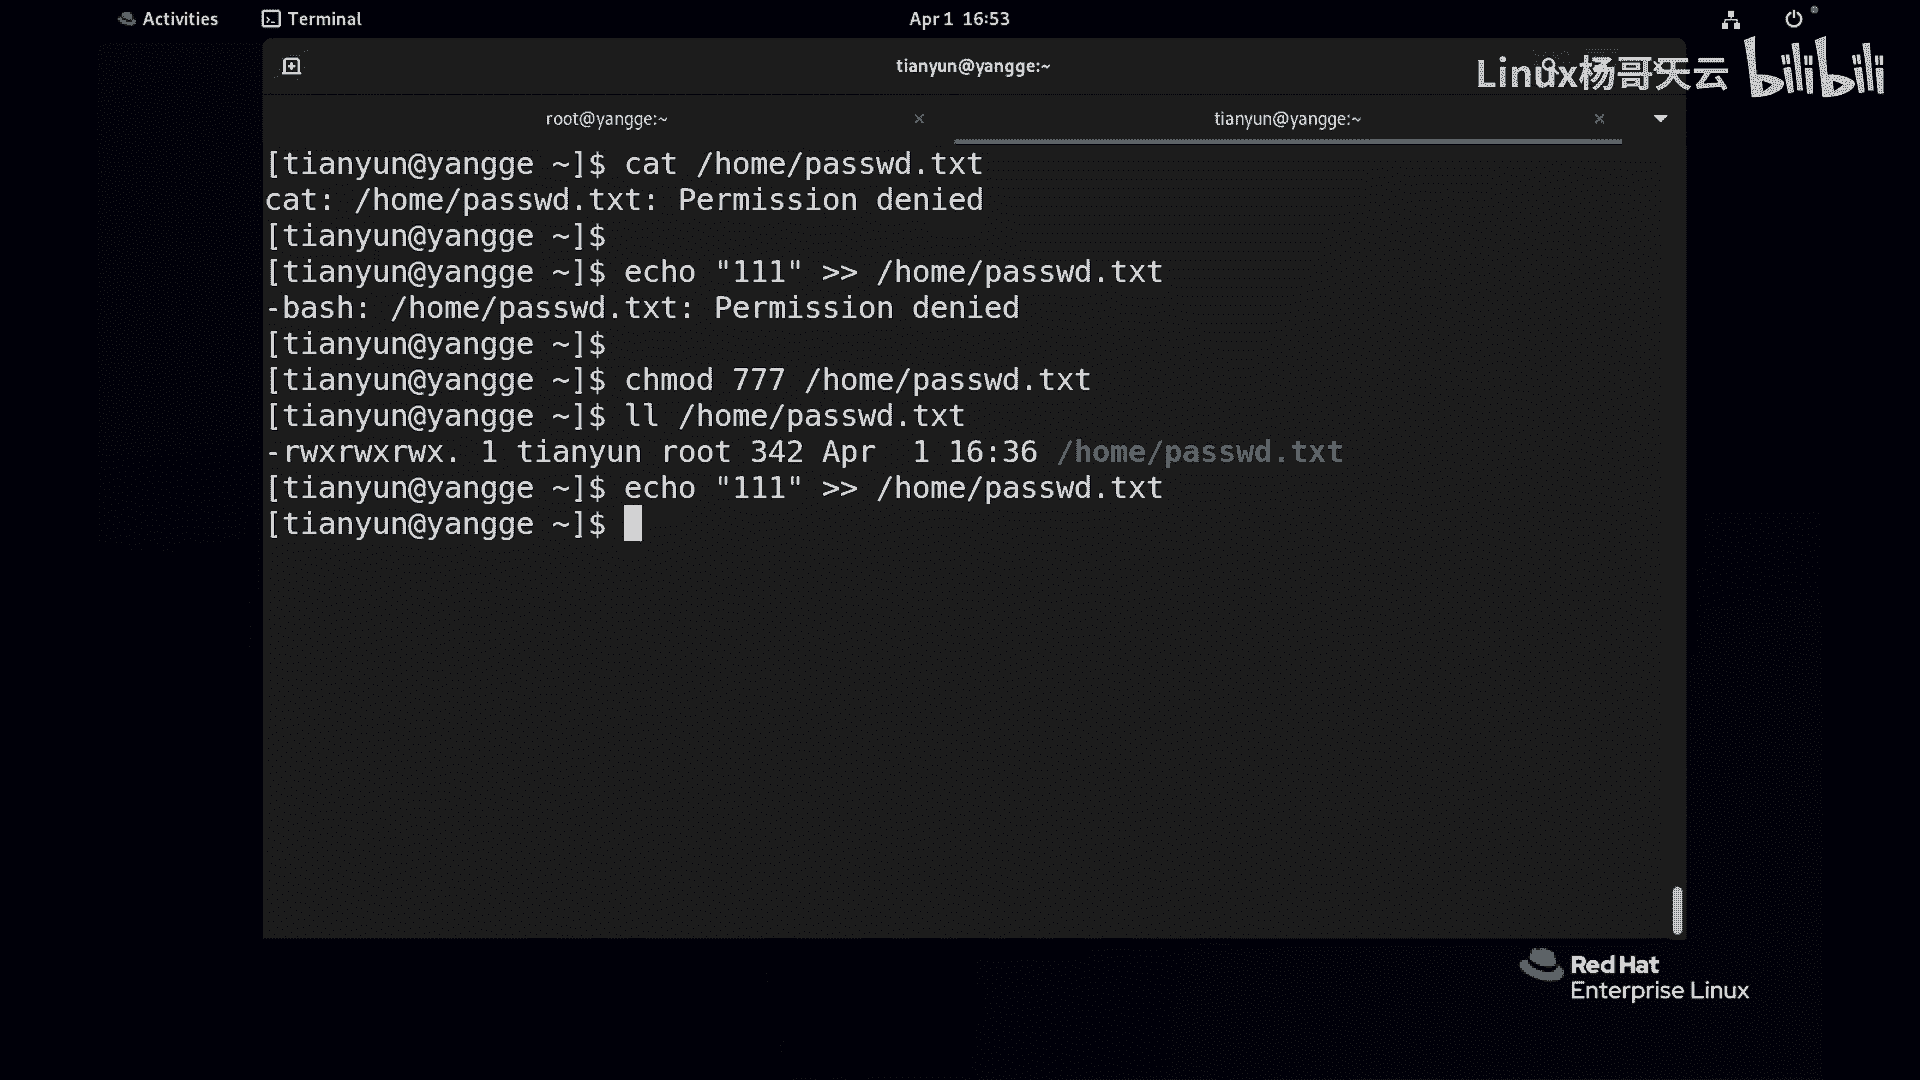 Activities Terminal Apr 1 16:53
tianyun@yangge:~
Linux杨哥天云 bilibili
root@yangge:~ tianyun@yangge:~
[tianyun@yangge ~]$ cat /home/passwd.txt
cat: /home/passwd.txt: Permission denied
[tianyun@yangge ~]$
[tianyun@yangge ~]$ echo "111" >> /home/passwd.txt
-bash: /home/passwd.txt: Permission denied
[tianyun@yangge ~]$
[tianyun@yangge ~]$ chmod 777 /home/passwd.txt
[tianyun@yangge ~]$ ll /home/passwd.txt
-rwxrwxrwx. 1 tianyun root 342 Apr  1 16:36 /home/passwd.txt
[tianyun@yangge ~]$ echo "111" >> /home/passwd.txt
[tianyun@yangge ~]$
Red Hat
Enterprise Linux